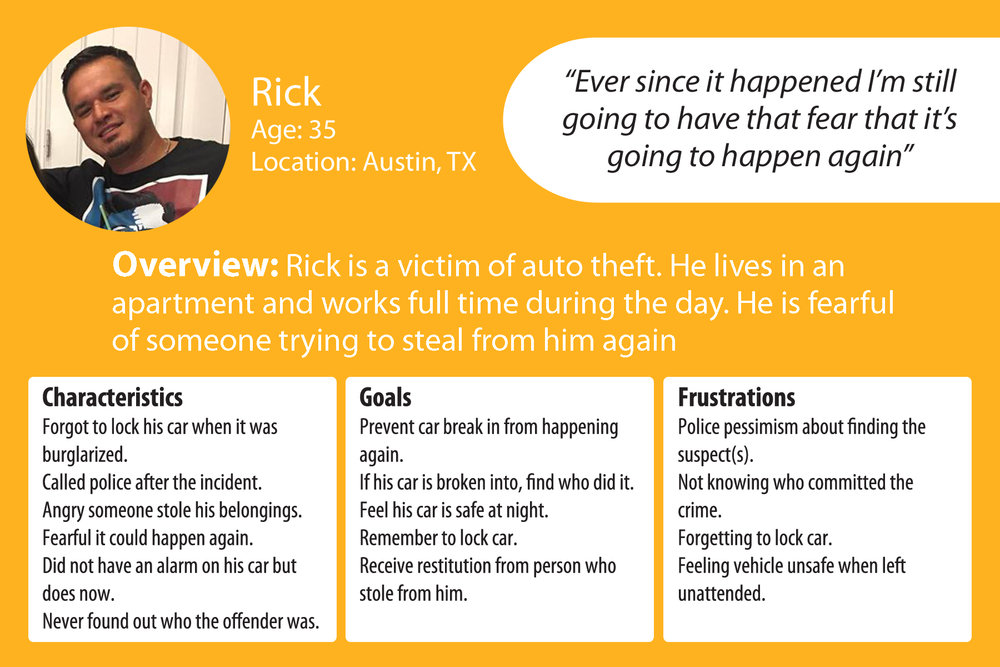 Rick
Age: 35
Location: Austin, TX
“Ever since it happened I’m still
going to have that fear that it’s
going to happen again”
Overview: Rick is a victim of auto theft. He lives in an
apartment and works full time during the day. He is fearful
of someone trying to steal from him again
Characteristics
Forgot to lock his car when it was
burglarized.
Called police after the incident.
Angry someone stole his belongings.
Fearful it could happen again.
Did not have an alarm on his car but
does now.
Never found out who the offender was.
Goals
Prevent car break in from happening
again.
If his car is broken into, find who did it.
Feel his car is safe at night.
Remember to lock car.
Receive restitution from person who
stole from him.
Frustrations
Police pessimism about finding the
suspect(s).
Not knowing who committed the
crime.
Forgetting to lock car.
Feeling vehicle unsafe when left
unattended.